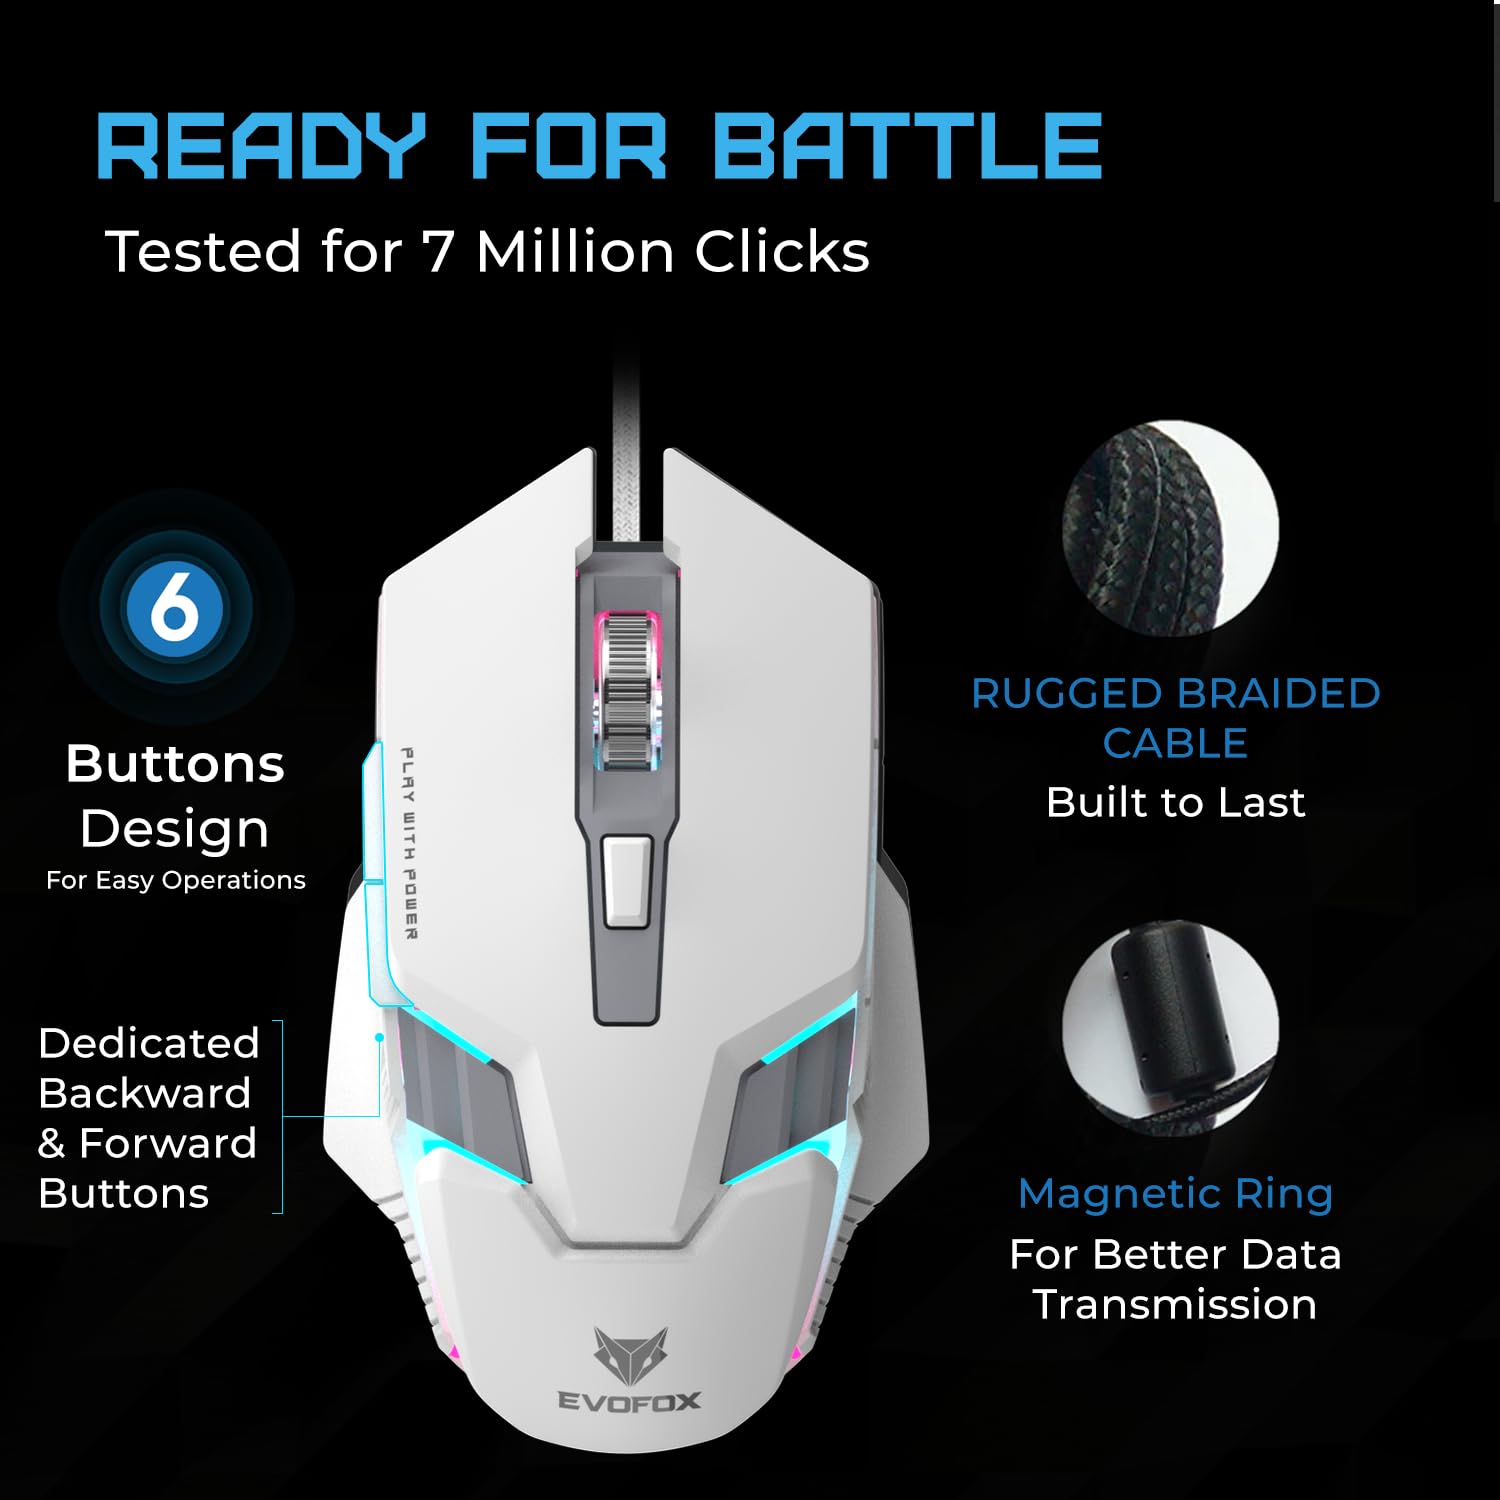 READY FOR BATTLE
Tested for 7 Million Clicks
6
Buttons
Design
For Easy Operations
Dedicated
Backward
& Forward
Buttons
PLAY WITH POWER
EVOFOX
RUGGED BRAIDED
CABLE
Built to Last
Magnetic Ring
For Better Data
Transmission